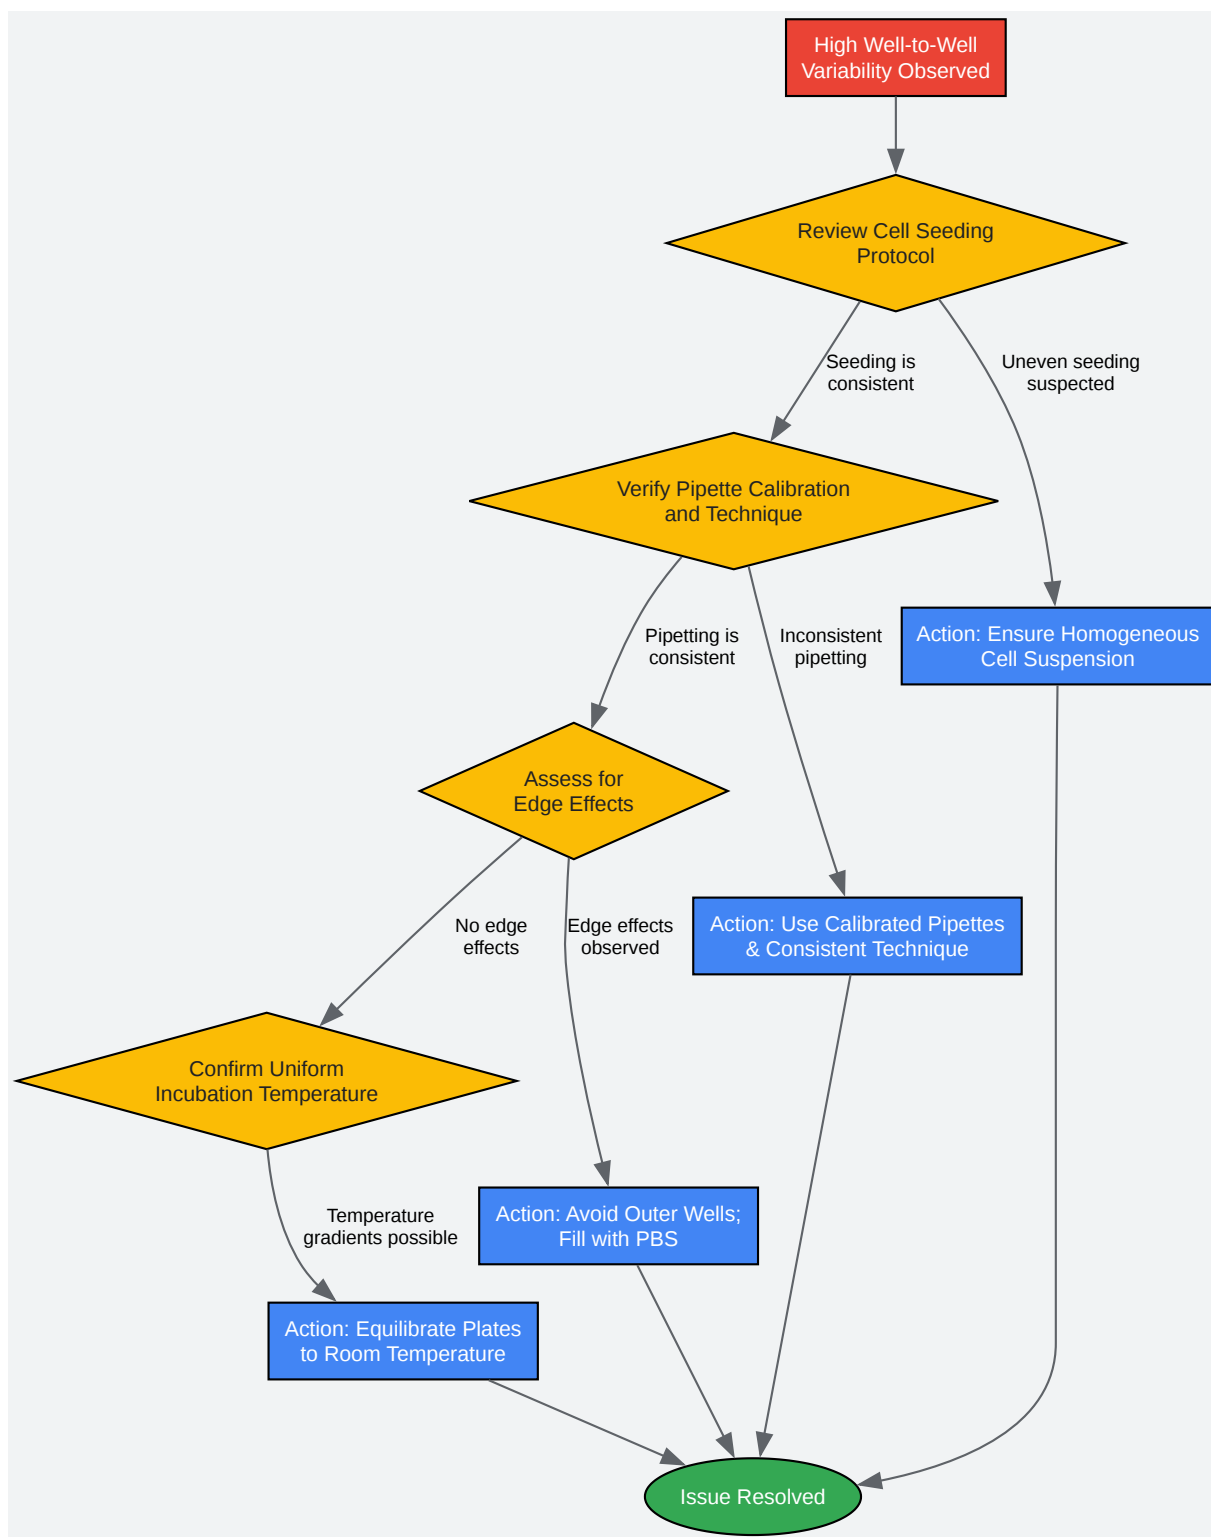 High Well-to-Well
Variability Observed
Review Cell Seeding
Protocol
Seeding is
consistent
Uneven seeding
suspected
Verify Pipette Calibration
and Technique
Pipetting is
consistent
Inconsistent
pipetting
Action: Ensure Homogeneous
Cell Suspension
Assess for
Edge Effects
No edge
effects
Edge effects
observed
Action: Use Calibrated Pipettes
& Consistent Technique
Confirm Uniform
Incubation Temperature
Temperature
gradients possible
Action: Avoid Outer Wells;
Fill with PBS
Action: Equilibrate Plates
to Room Temperature
Issue Resolved